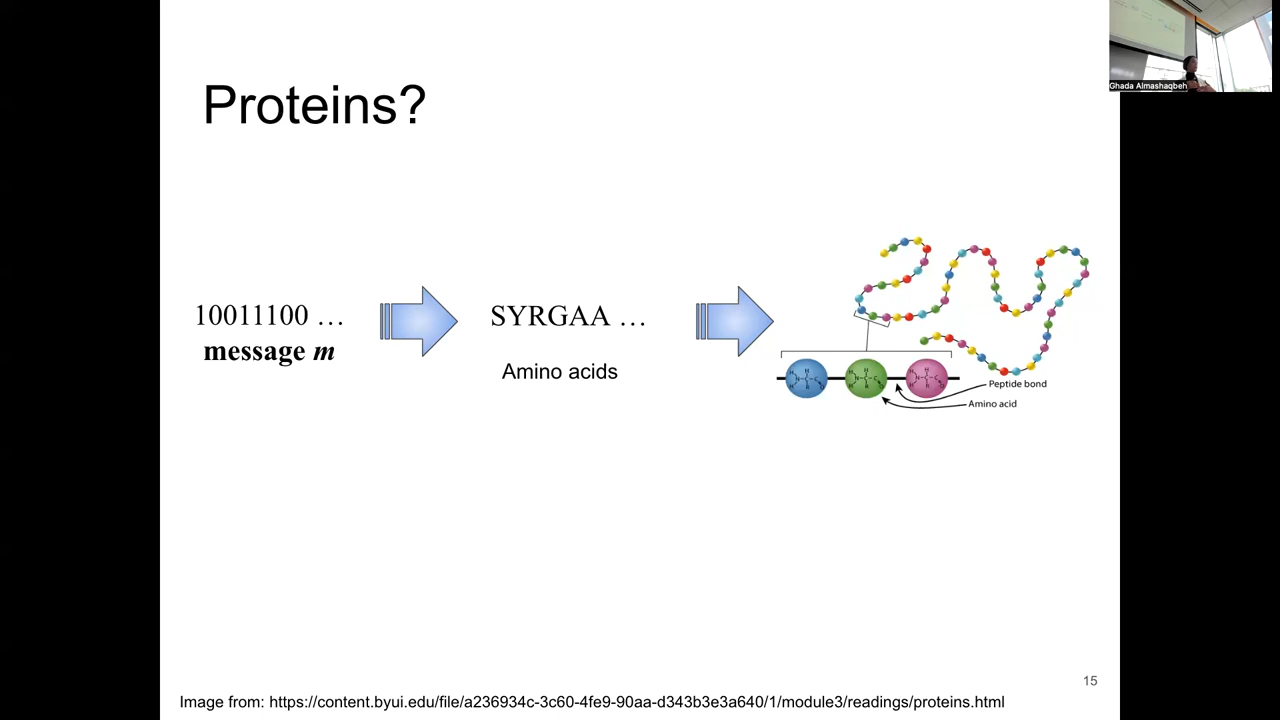 Ghada Almashaqbeh
Proteins?
10011100 …
message m
SYRGAA …
Amino acids
Peptide bond
Amino acid
15
Image from: https://content.byui.edu/file/a236934c-3c60-4fe9-90aa-d343b3e3a640/1/module3/readings/proteins.html